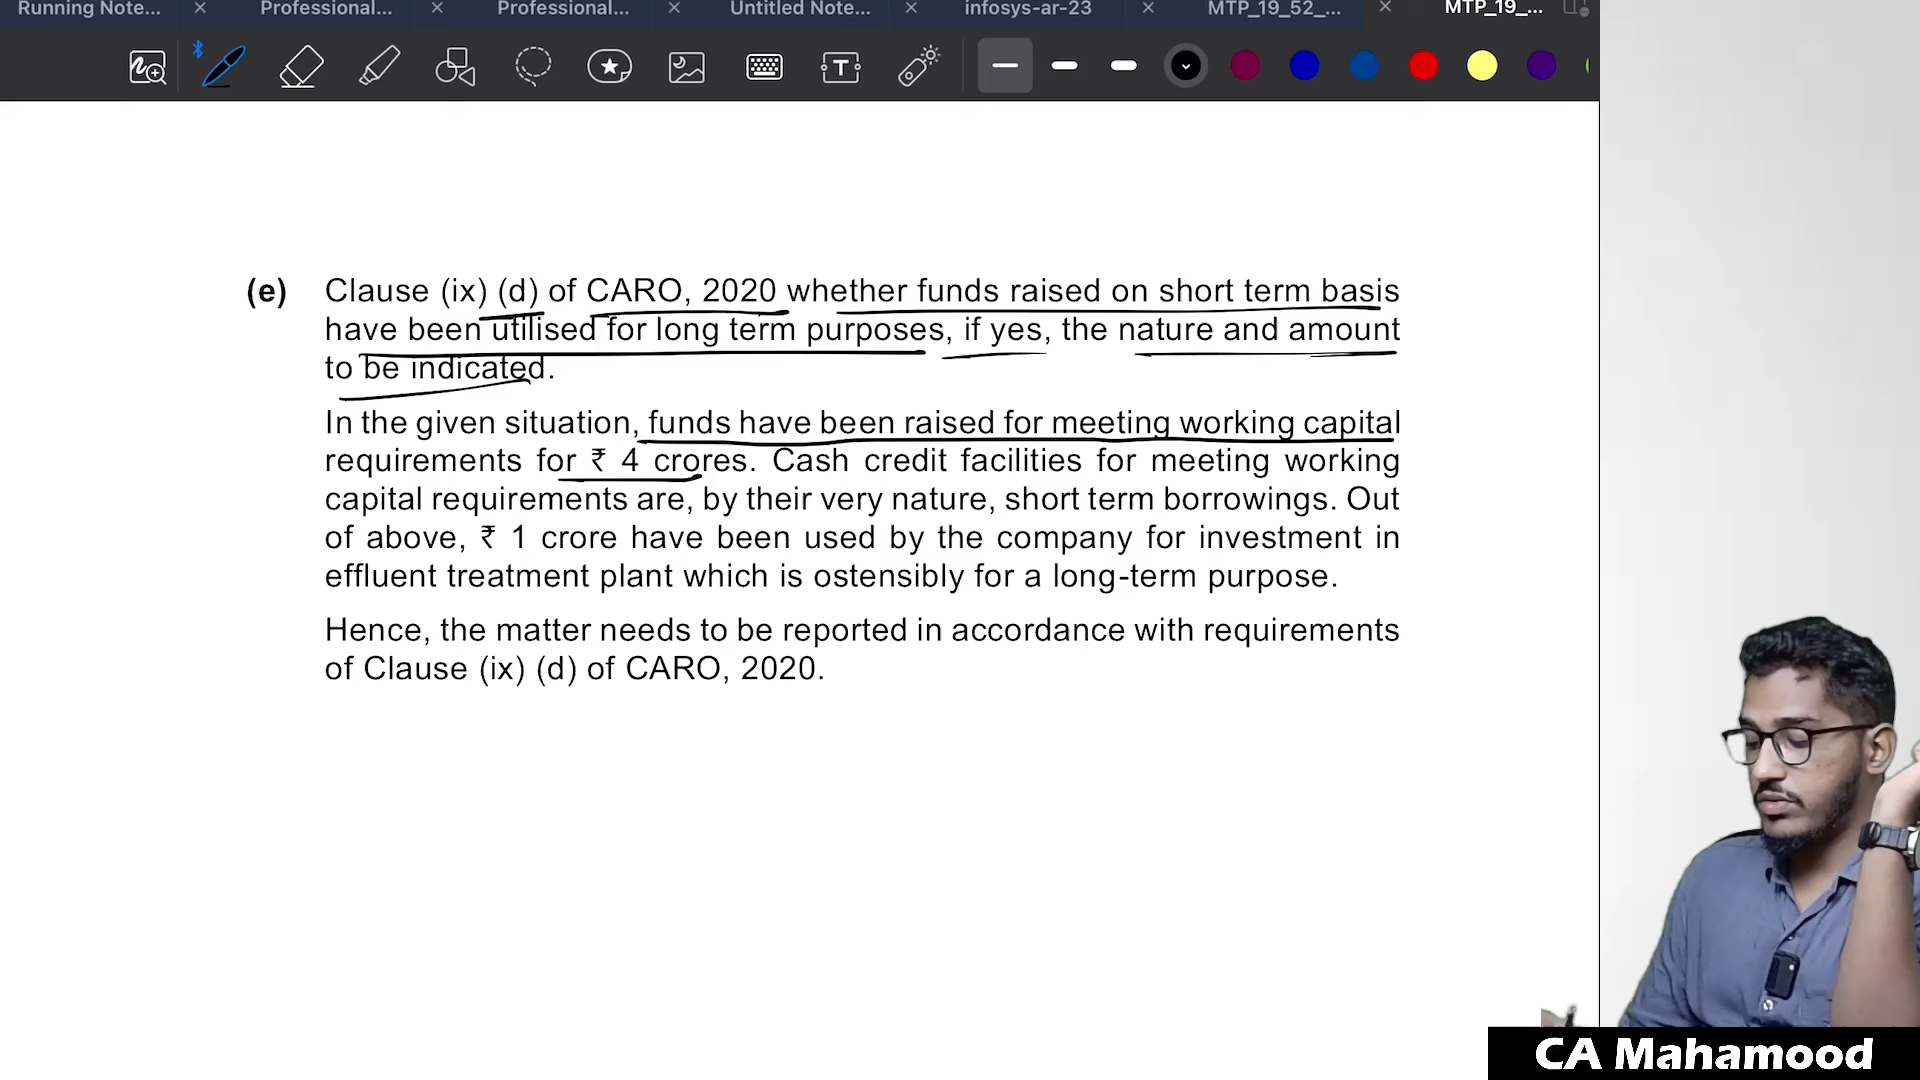 Running Note...
Professional...
Professional...
Untitled Note...
infosys-ar-23
MTP_19_52_...
MTP_19_...
(e) Clause (ix) (d) of CARO, 2020 whether funds raised on short term basis
have been utilised for long term purposes, if yes, the nature and amount
to be indicated.
In the given situation, funds have been raised for meeting working capital
requirements for ₹ 4 crores. Cash credit facilities for meeting working
capital requirements are, by their very nature, short term borrowings. Out
of above, ₹ 1 crore have been used by the company for investment in
effluent treatment plant which is ostensibly for a long-term purpose.
Hence, the matter needs to be reported in accordance with requirements
of Clause (ix) (d) of CARO, 2020.
CA Mahamood